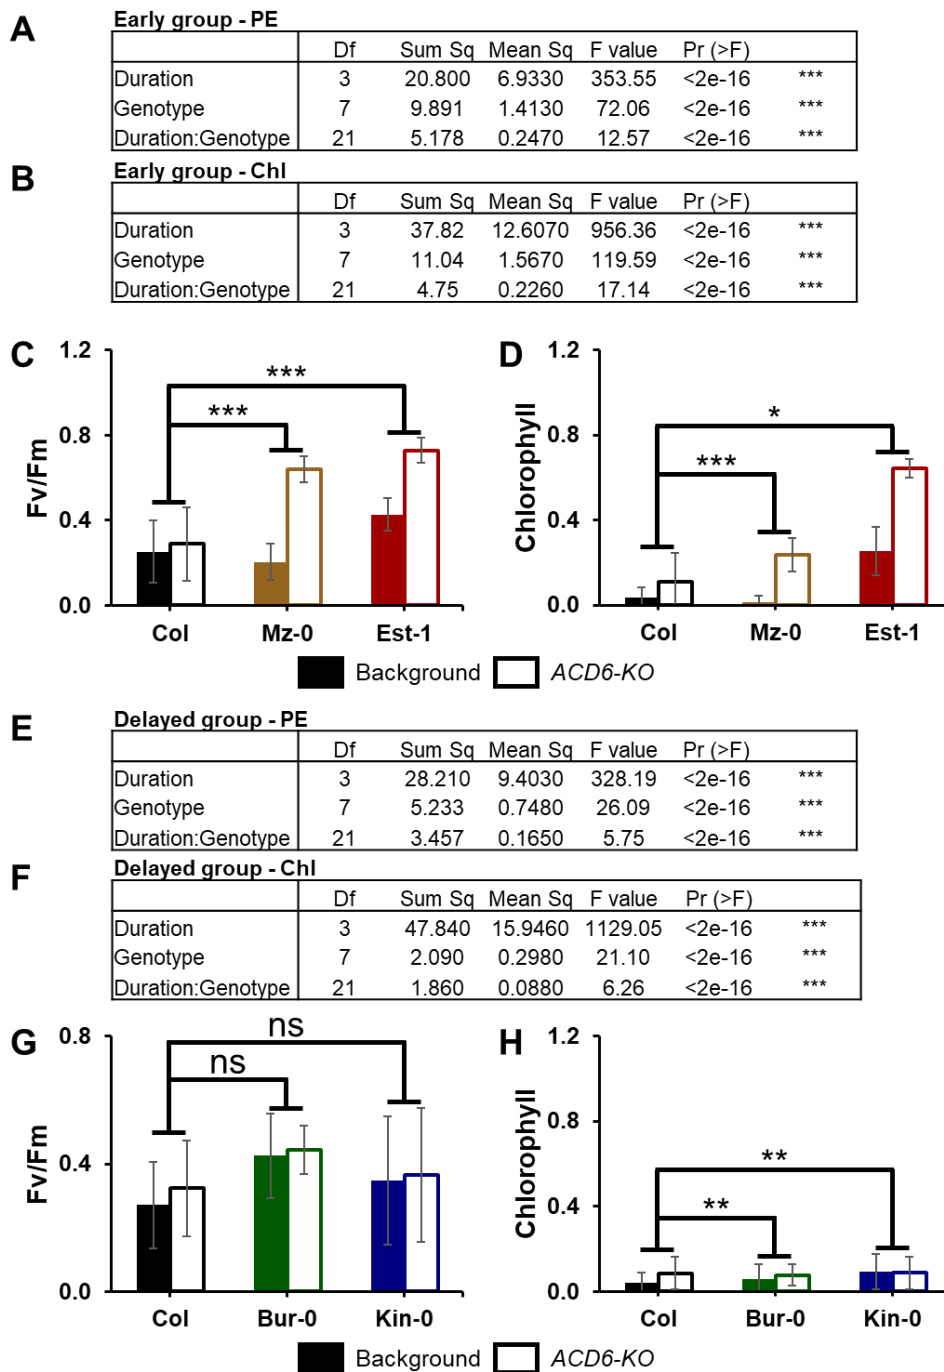 A
Early group - PE
Df Sum Sq Mean Sq F value Pr (>F)
Duration 3 20.800 6.9330 353.55 <2e-16 ***
Genotype 7 9.891 1.4130 72.06 <2e-16 ***
Duration:Genotype 21 5.178 0.2470 12.57 <2e-16 ***
B
Early group - Chl
Df Sum Sq Mean Sq F value Pr (>F)
Duration 3 37.82 12.6070 956.36 <2e-16 ***
Genotype 7 11.04 1.5670 119.59 <2e-16 ***
Duration:Genotype 21 4.75 0.2260 17.14 <2e-16 ***
C
Fv/Fm
1.2
0.8
0.4
0.0
***
***
Col Mz-0 Est-1
D
Chlorophyll
1.2
0.8
0.4
0.0
*
***
Col Mz-0 Est-1
Background ACD6-KO
E
Delayed group - PE
Df Sum Sq Mean Sq F value Pr (>F)
Duration 3 28.210 9.4030 328.19 <2e-16 ***
Genotype 7 5.233 0.7480 26.09 <2e-16 ***
Duration:Genotype 21 3.457 0.1650 5.75 <2e-16 ***
F
Delayed group - Chl
Df Sum Sq Mean Sq F value Pr (>F)
Duration 3 47.840 15.9460 1129.05 <2e-16 ***
Genotype 7 2.090 0.2980 21.10 <2e-16 ***
Duration:Genotype 21 1.860 0.0880 6.26 <2e-16 ***
G
Fv/Fm
0.8
0.4
0.0
ns
ns
Col Bur-0 Kin-0
H
Chlorophyll
1.2
0.8
0.4
0.0
**
**
Col Bur-0 Kin-0
Background ACD6-KO